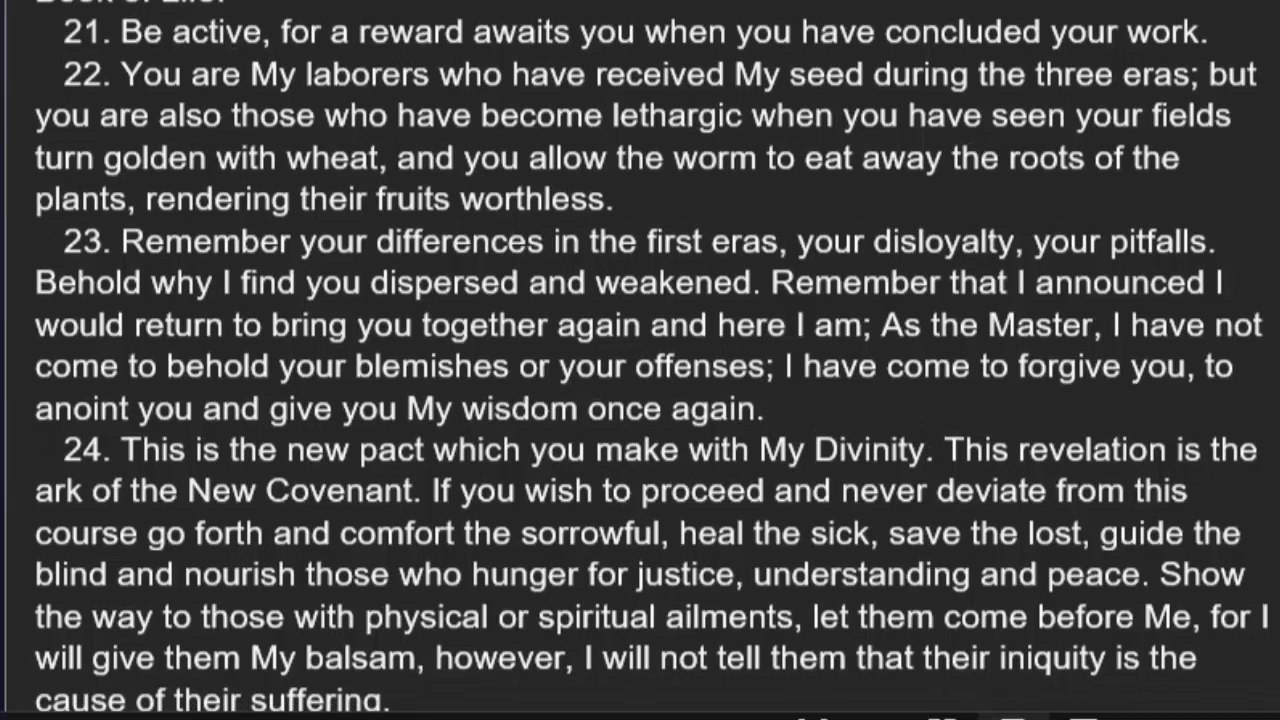 Book of Life.
21. Be active, for a reward awaits you when you have concluded your work.
22. You are My laborers who have received My seed during the three eras; but
you are also those who have become lethargic when you have seen your fields
turn golden with wheat, and you allow the worm to eat away the roots of the
plants, rendering their fruits worthless.
23. Remember your differences in the first eras, your disloyalty, your pitfalls.
Behold why I find you dispersed and weakened. Remember that I announced I
would return to bring you together again and here I am; As the Master, I have not
come to behold your blemishes or your offenses; I have come to forgive you, to
anoint you and give you My wisdom once again.
24. This is the new pact which you make with My Divinity. This revelation is the
ark of the New Covenant. If you wish to proceed and never deviate from this
course go forth and comfort the sorrowful, heal the sick, save the lost, guide the
blind and nourish those who hunger for justice, understanding and peace. Show
the way to those with physical or spiritual ailments, let them come before Me, for I
will give them My balsam, however, I will not tell them that their iniquity is the
cause of their suffering.